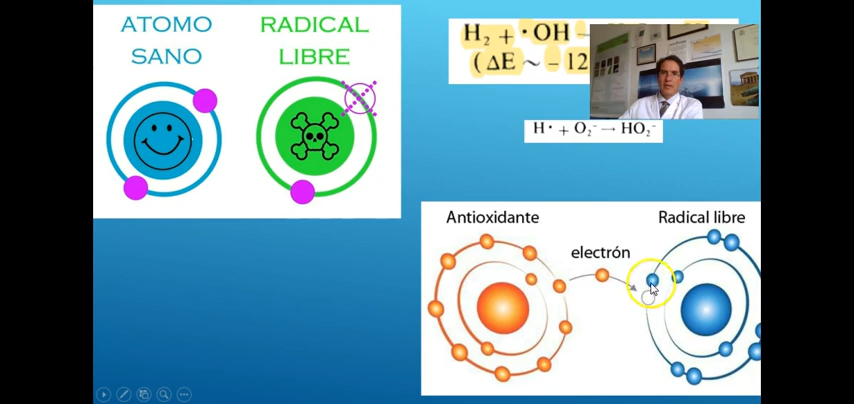 ATOMO
SANO
RADICAL
LIBRE
H₂ + ·OH
(ΔE ~ – 12
H· + O₂⁻ → HO₂⁻
Antioxidante
electrón
Radical libre